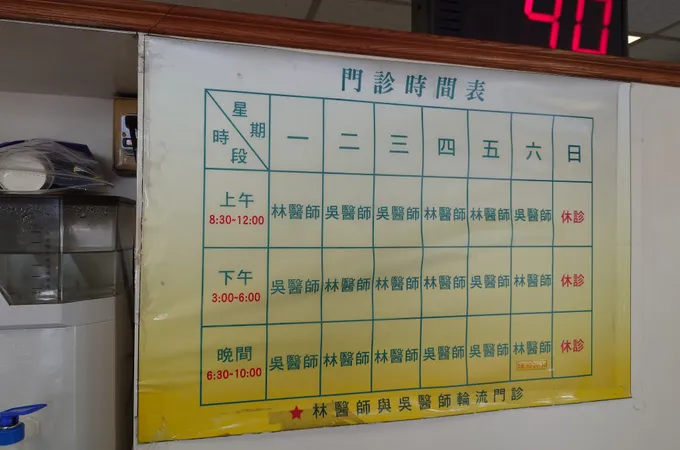 90
門診時間表
星期
時段
一 二 三 四 五 六 日
上午 林醫師 吳醫師 吳醫師 林醫師 林醫師 吳醫師 休診
8:30-12:00
下午 吳醫師 林醫師 林醫師 林醫師 吳醫師 林醫師 休診
3:00-6:00
晚間 吳醫師 林醫師 林醫師 吳醫師 吳醫師 林醫師 休診
6:30-10:00
★林醫師與吳醫師輪流門診